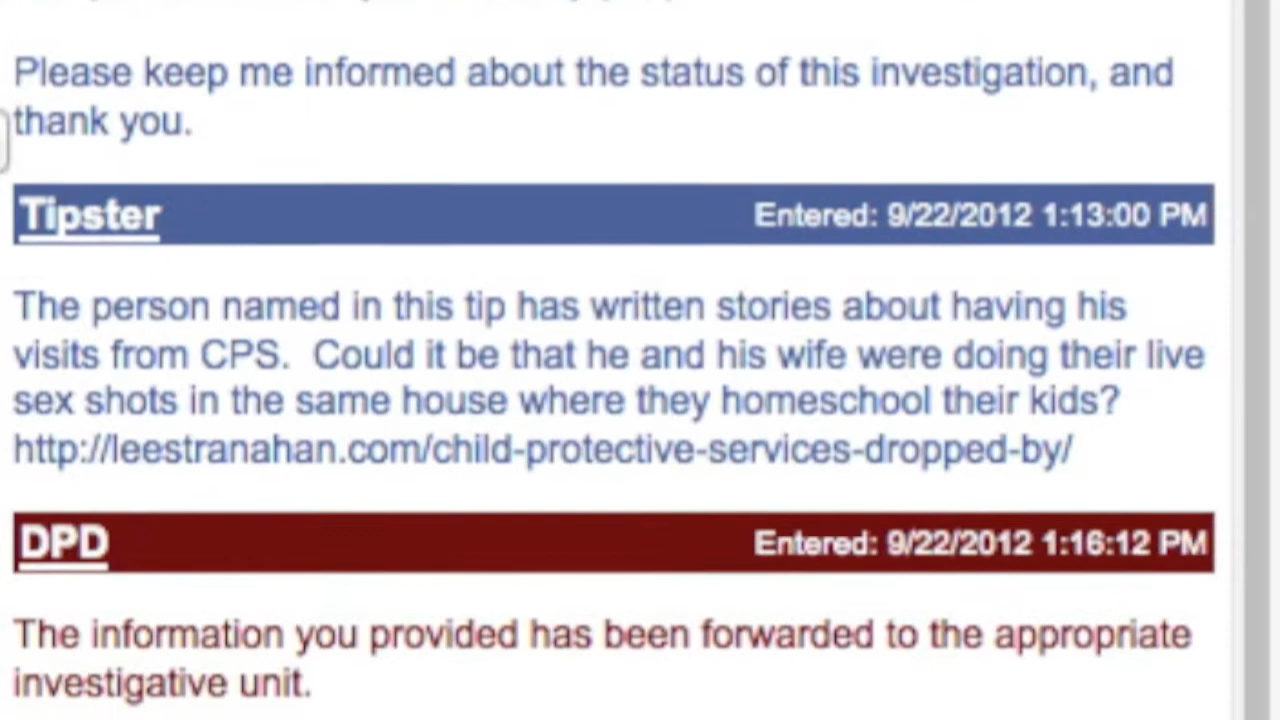 Please keep me informed about the status of this investigation, and
thank you.
Tipster
Entered: 9/22/2012 1:13:00 PM
The person named in this tip has written stories about having his
visits from CPS.  Could it be that he and his wife were doing their live
sex shots in the same house where they homeschool their kids?
http://leestranahan.com/child-protective-services-dropped-by/
DPD
Entered: 9/22/2012 1:16:12 PM
The information you provided has been forwarded to the appropriate
investigative unit.